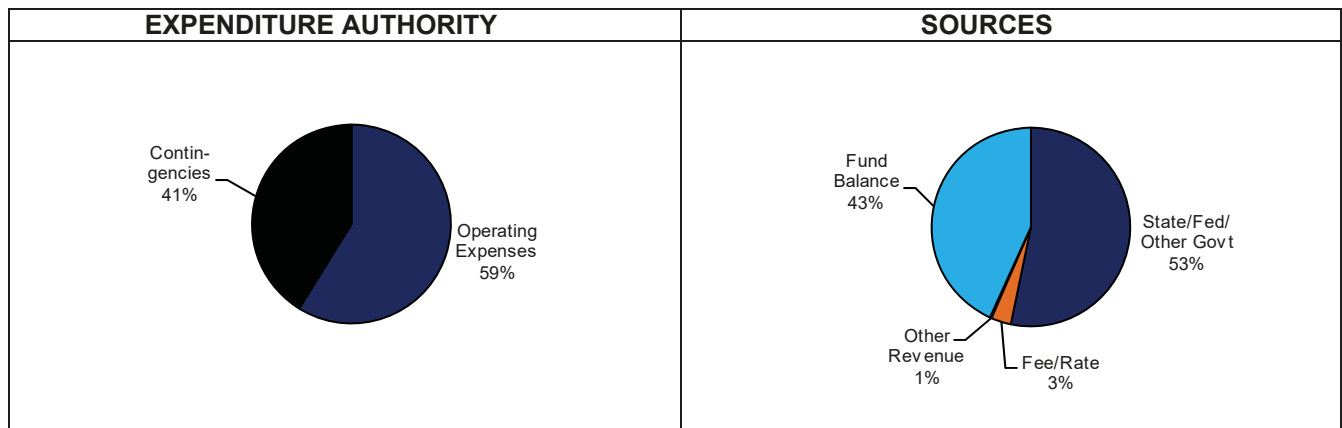 EXPENDITURE AUTHORITY
SOURCES
Contin-
gencies
41%
Operating
Expenses
59%
Fund
Balance
43%
State/Fed/
Other Govt
53%
Other
Revenue
1%
Fee/Rate
3%